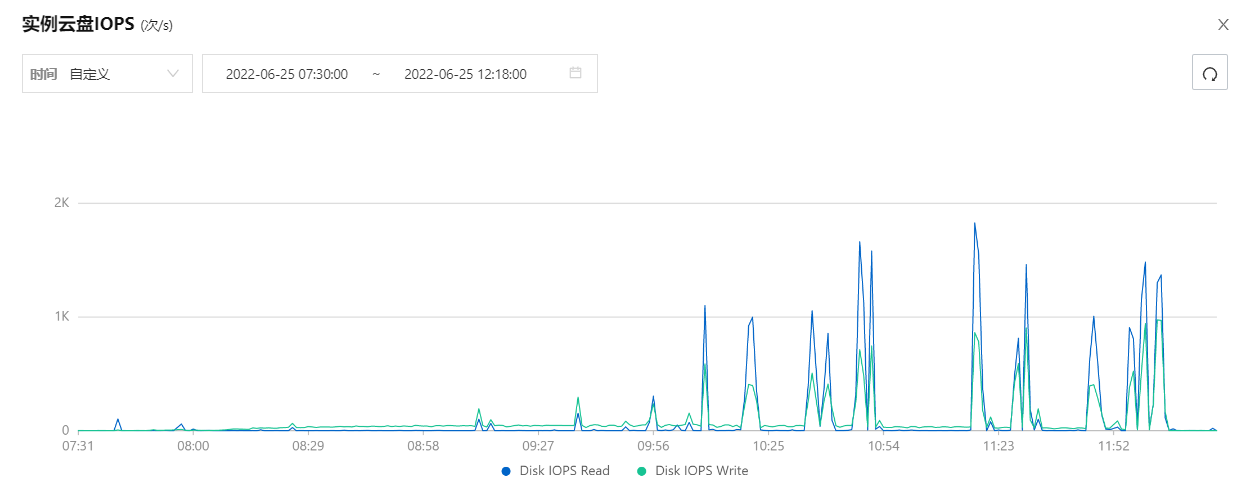 实例云盘IOPS (次/s)
时间 自定义 2022-06-25 07:30:00 ~ 2022-06-25 12:18:00
2K
1K
0
07:31 08:00 08:29 08:58 09:27 09:56 10:25 10:54 11:23 11:52
Disk IOPS Read Disk IOPS Write